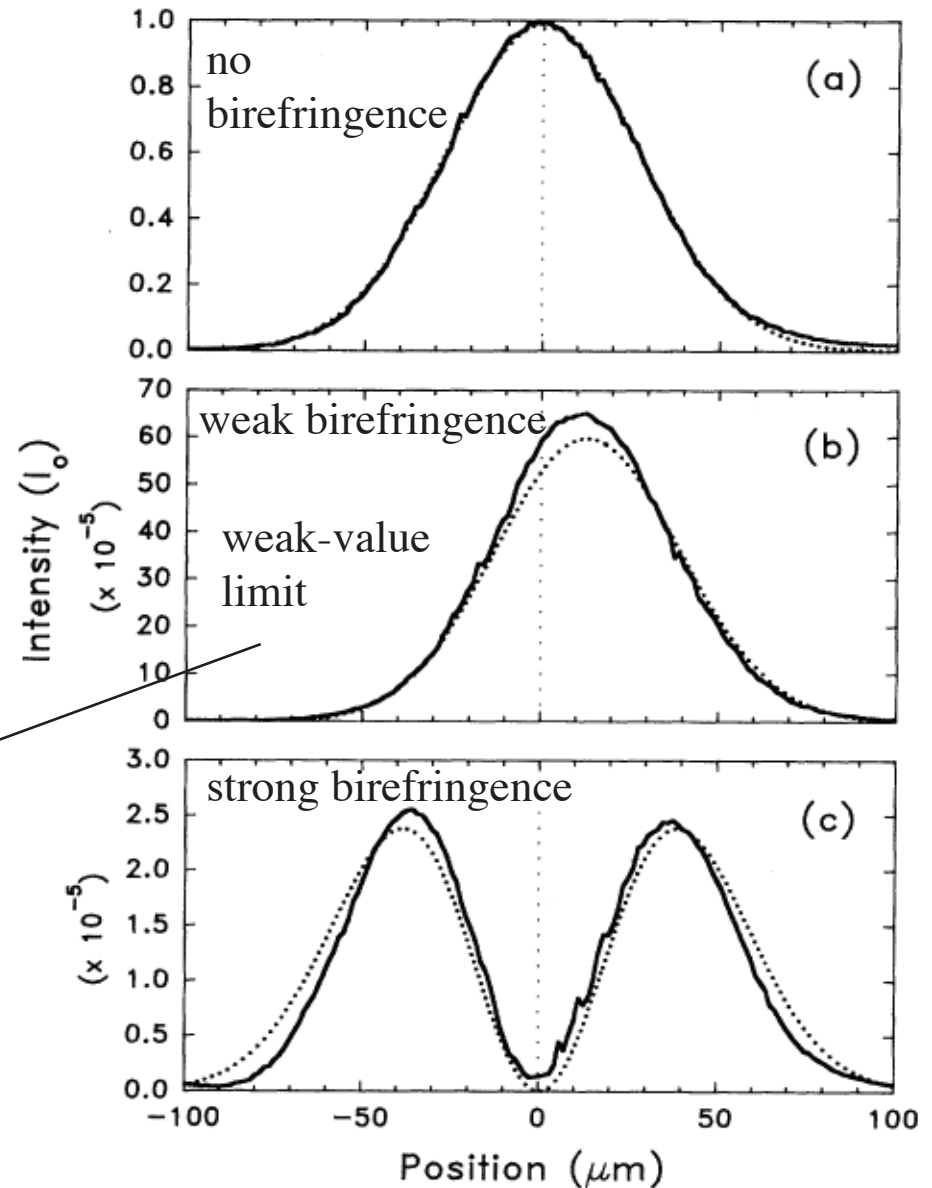 1.0
0.8
0.6
0.4
0.2
0.0
no
birefringence
(a)
Intensity (I₀)
(x 10⁻⁵)
70
60
50
40
30
20
10
0
weak birefringence
(b)
weak-value
limit
(x 10⁻⁵)
3.0
2.5
2.0
1.5
1.0
0.5
0.0
strong birefringence
(c)
−100 −50 0 50 100
Position (μm)